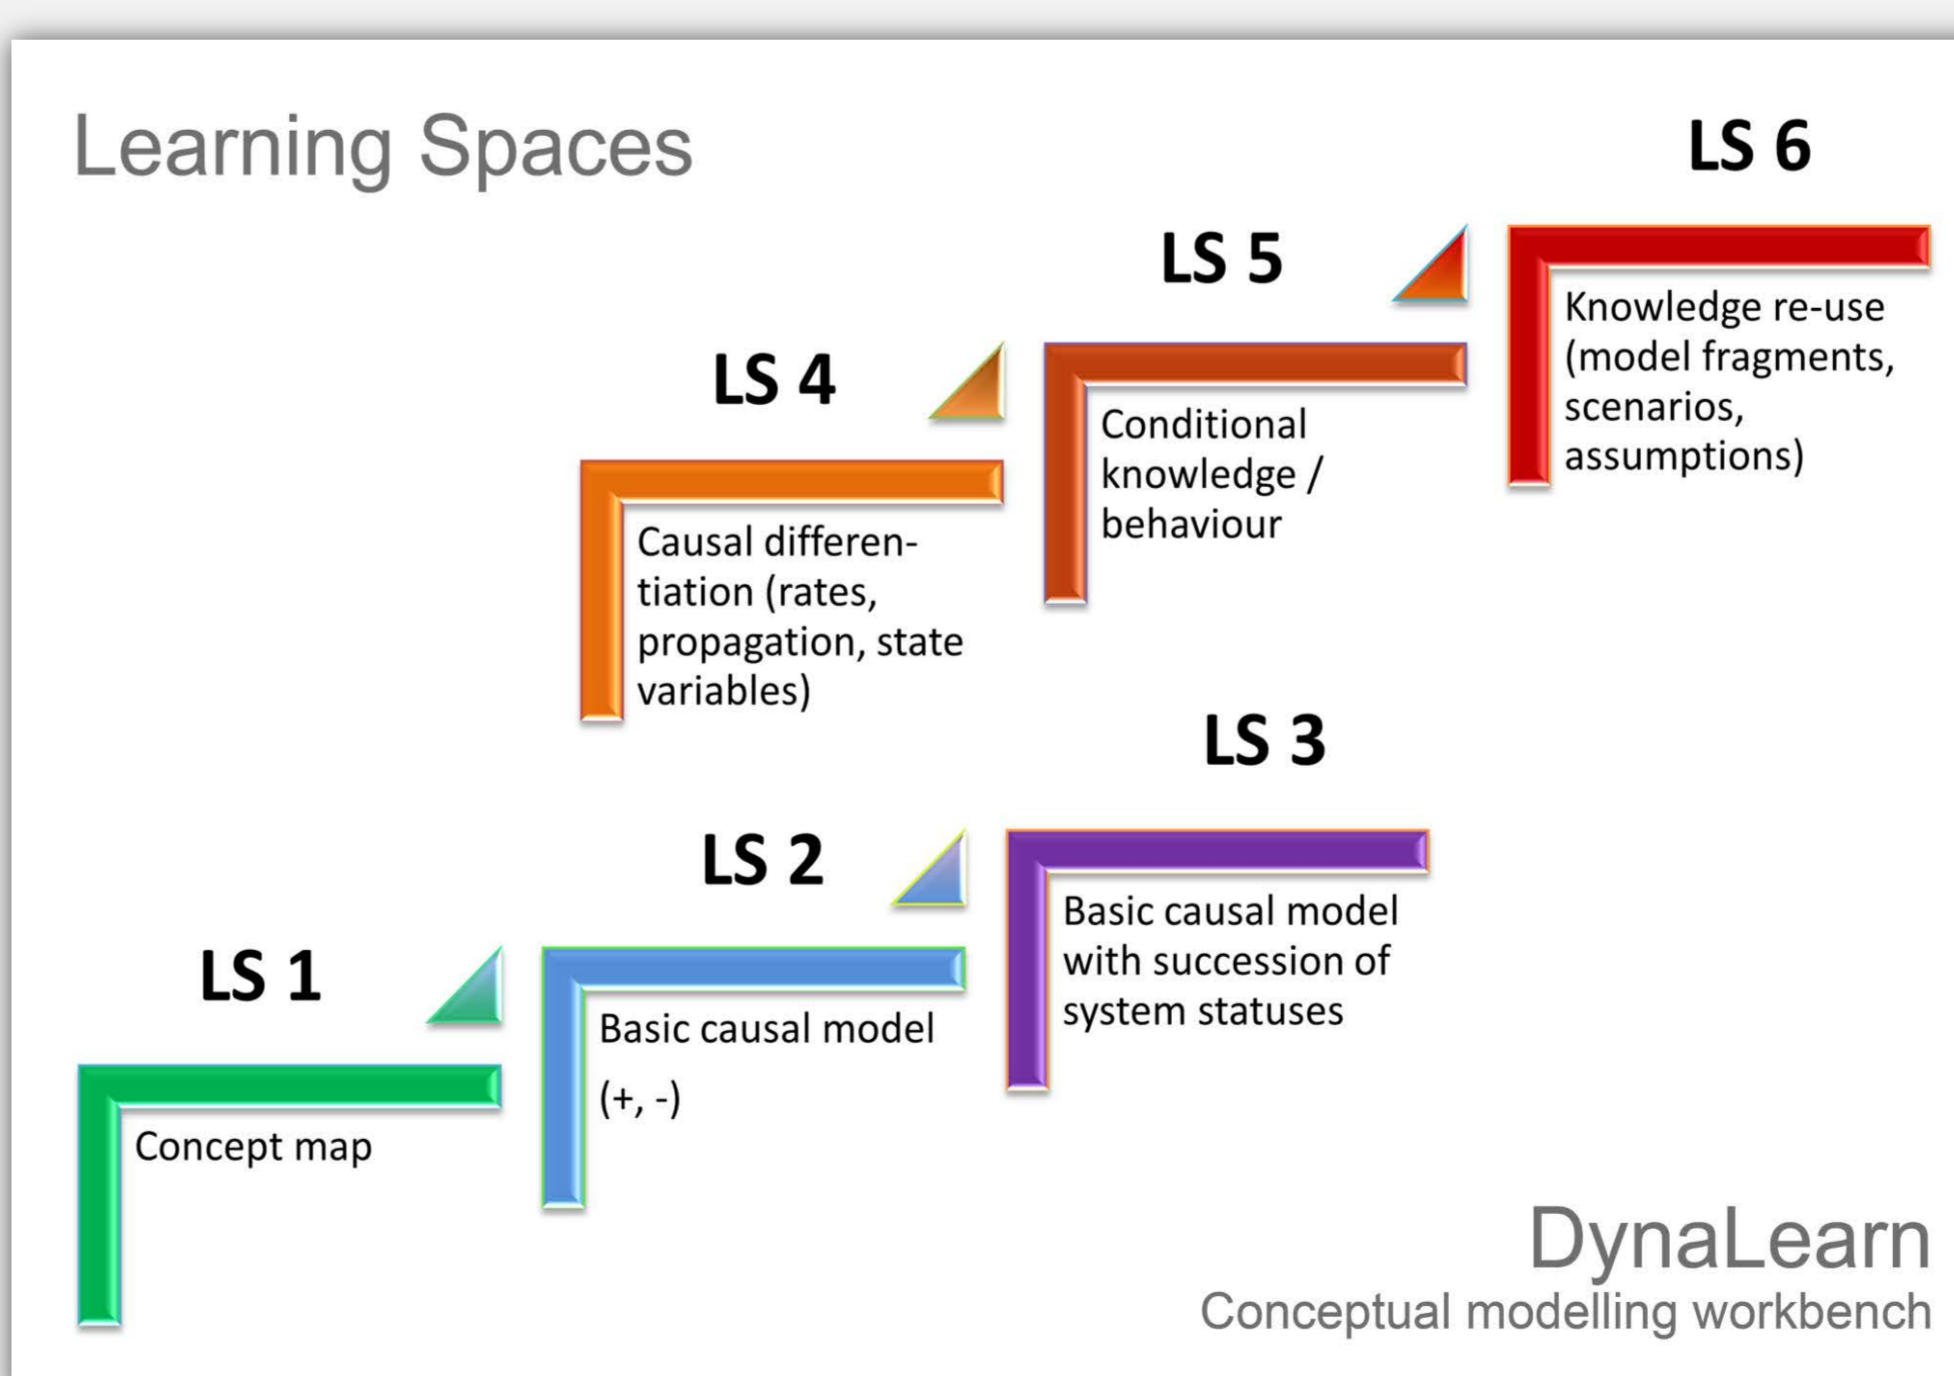 Learning Spaces
LS 6
Knowledge re-use
(model fragments,
scenarios,
assumptions)
LS 5
Conditional
knowledge /
behaviour
LS 4
Causal differen-
tiation (rates,
propagation, state
variables)
LS 3
Basic causal model
with succession of
system statuses
LS 2
Basic causal model
(+, -)
LS 1
Concept map
DynaLearn
Conceptual modelling workbench